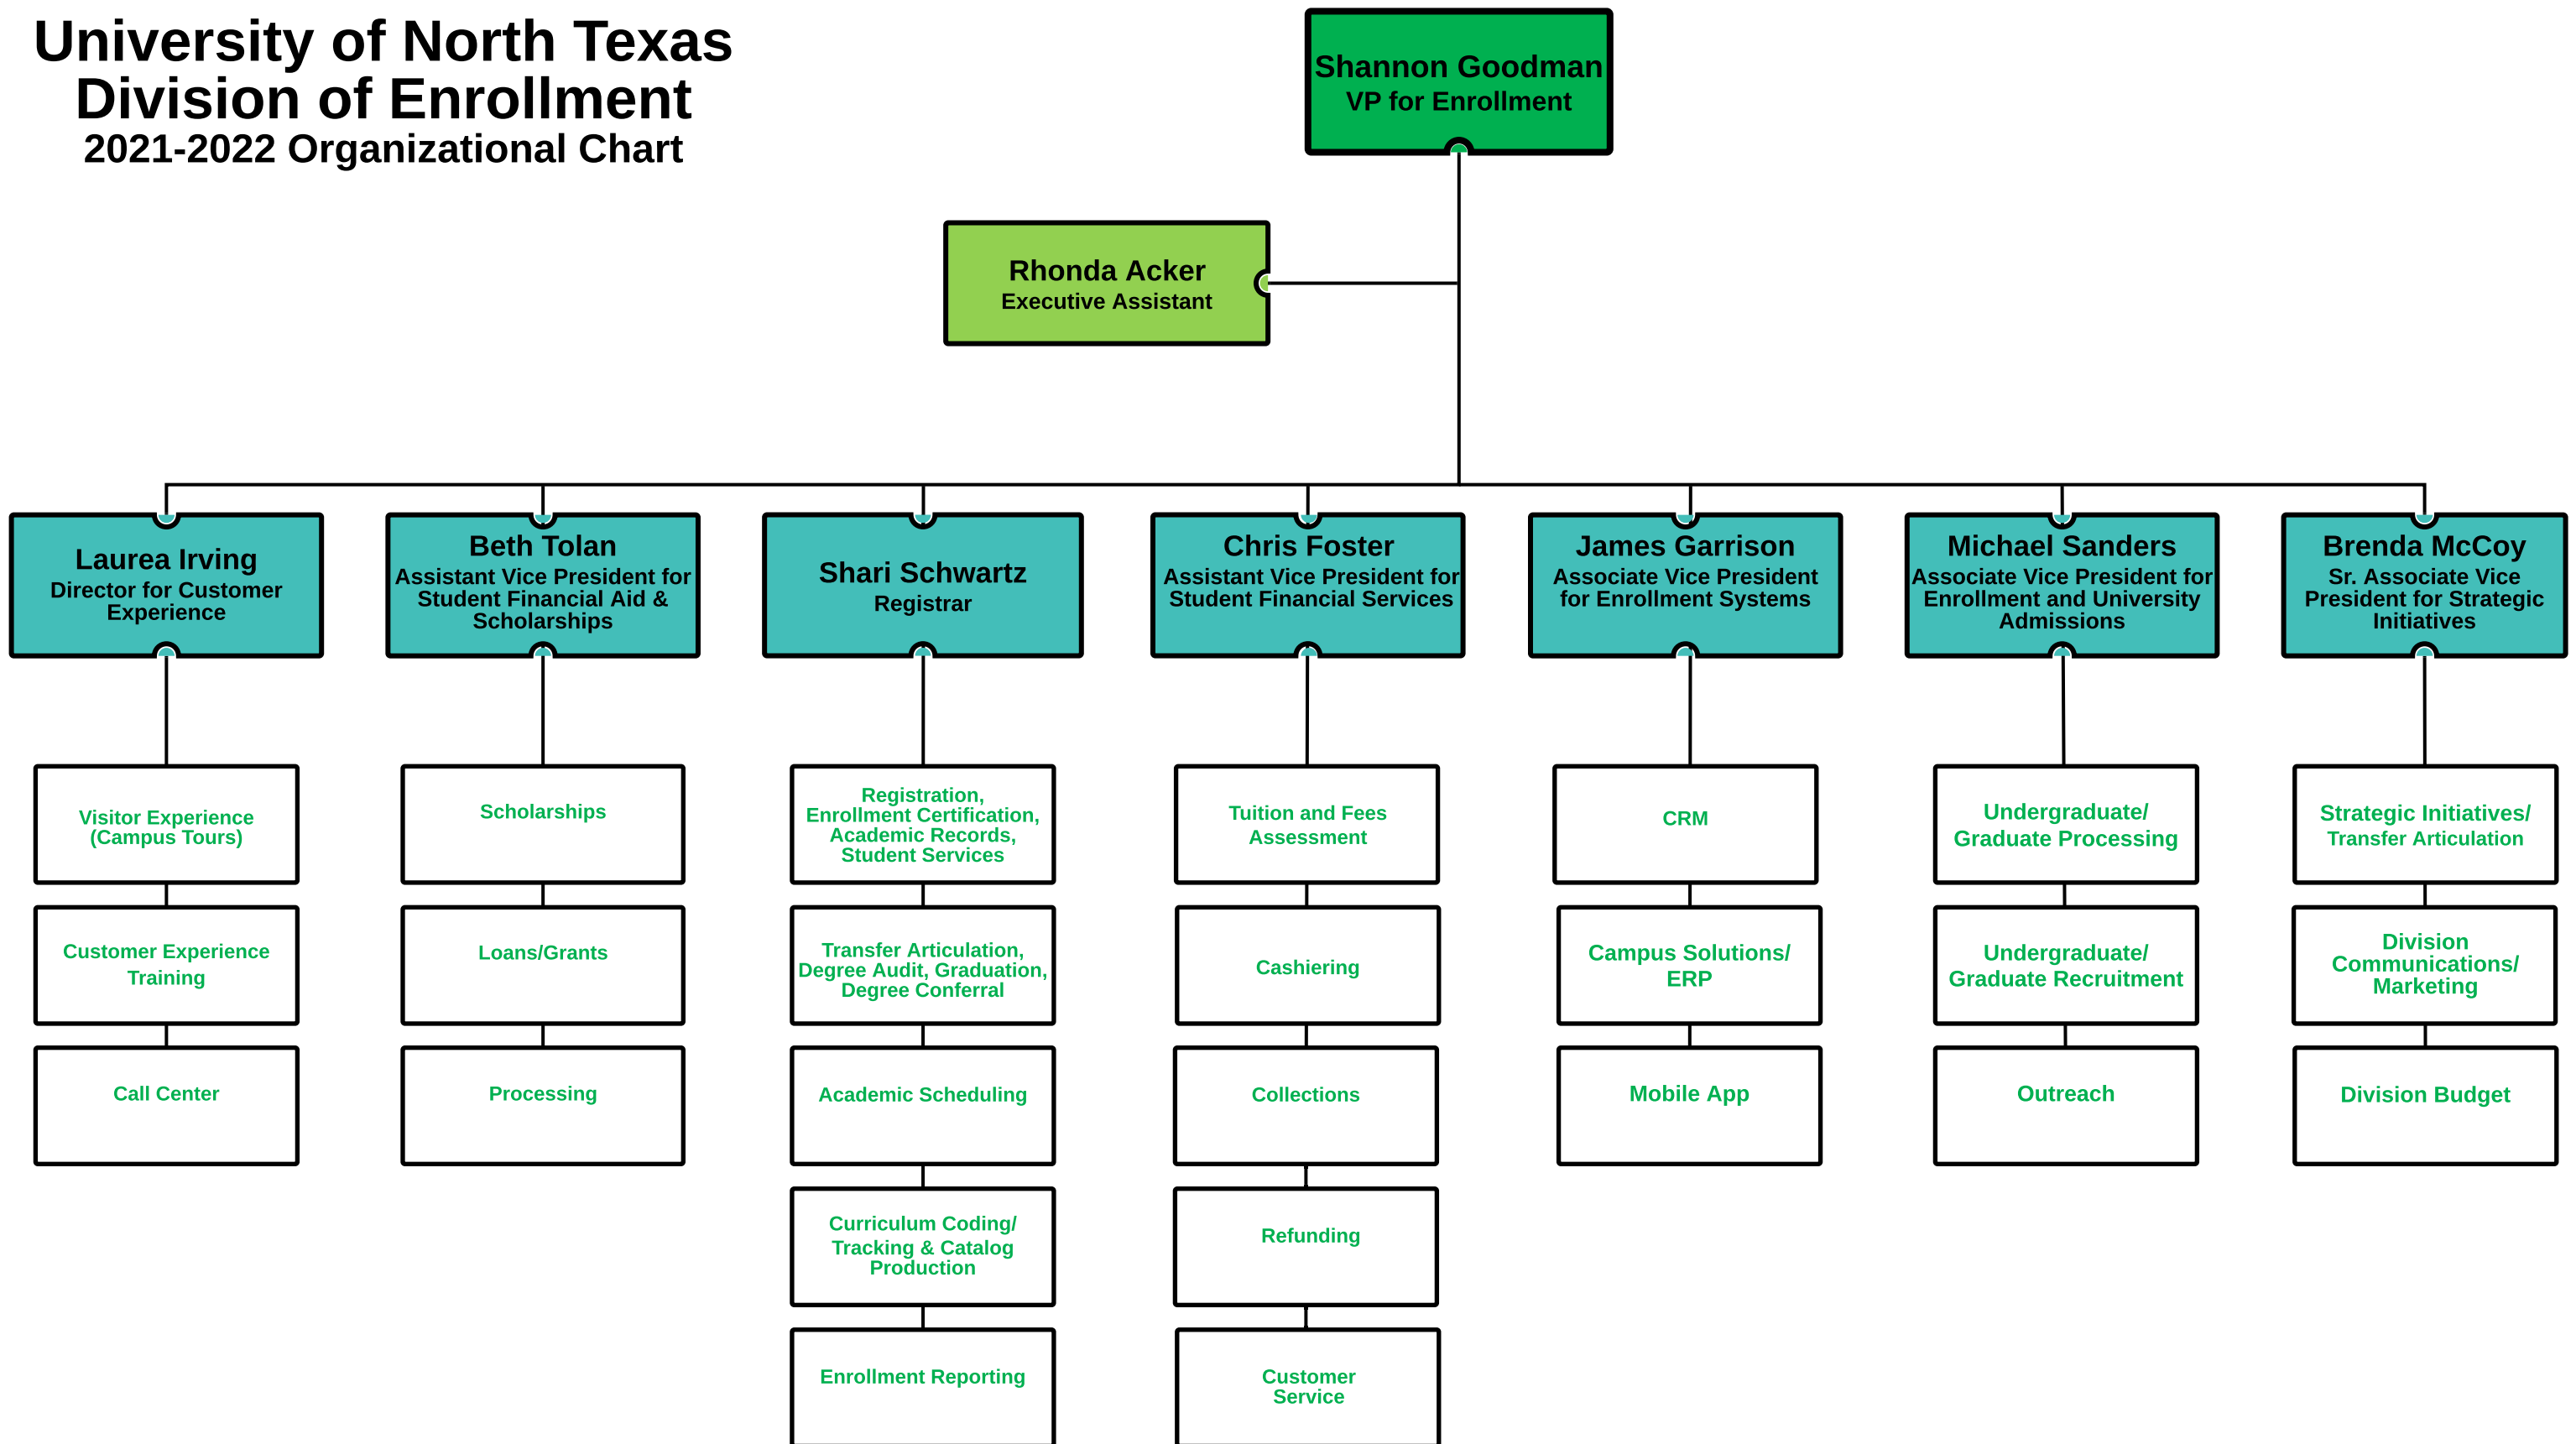 University of North Texas
Division of Enrollment
2021-2022 Organizational Chart
Shannon Goodman
VP for Enrollment
Rhonda Acker
Executive Assistant
Laurea Irving
Director for Customer
Experience
Beth Tolan
Assistant Vice President for
Student Financial Aid &
Scholarships
Shari Schwartz
Registrar
Chris Foster
Assistant Vice President for
Student Financial Services
James Garrison
Associate Vice President
for Enrollment Systems
Michael Sanders
Associate Vice President for
Enrollment and University
Admissions
Brenda McCoy
Sr. Associate Vice
President for Strategic
Initiatives
Visitor Experience
(Campus Tours)
Customer Experience
Training
Call Center
Scholarships
Loans/Grants
Processing
Registration,
Enrollment Certification,
Academic Records,
Student Services
Transfer Articulation,
Degree Audit, Graduation,
Degree Conferral
Academic Scheduling
Curriculum Coding/
Tracking & Catalog
Production
Enrollment Reporting
Tuition and Fees
Assessment
Cashiering
Collections
Refunding
Customer
Service
CRM
Campus Solutions/
ERP
Mobile App
Undergraduate/
Graduate Processing
Undergraduate/
Graduate Recruitment
Outreach
Strategic Initiatives/
Transfer Articulation
Division
Communications/
Marketing
Division Budget